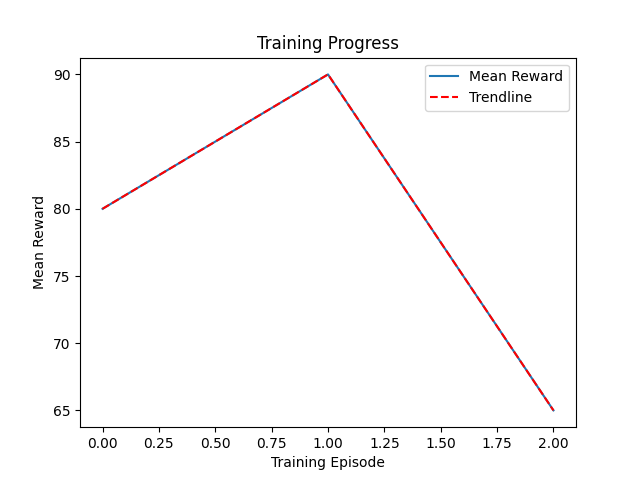 Training Progress
Mean Reward
Trendline
90
85
80
75
70
65
Mean Reward
0.00 0.25 0.50 0.75 1.00 1.25 1.50 1.75 2.00
Training Episode